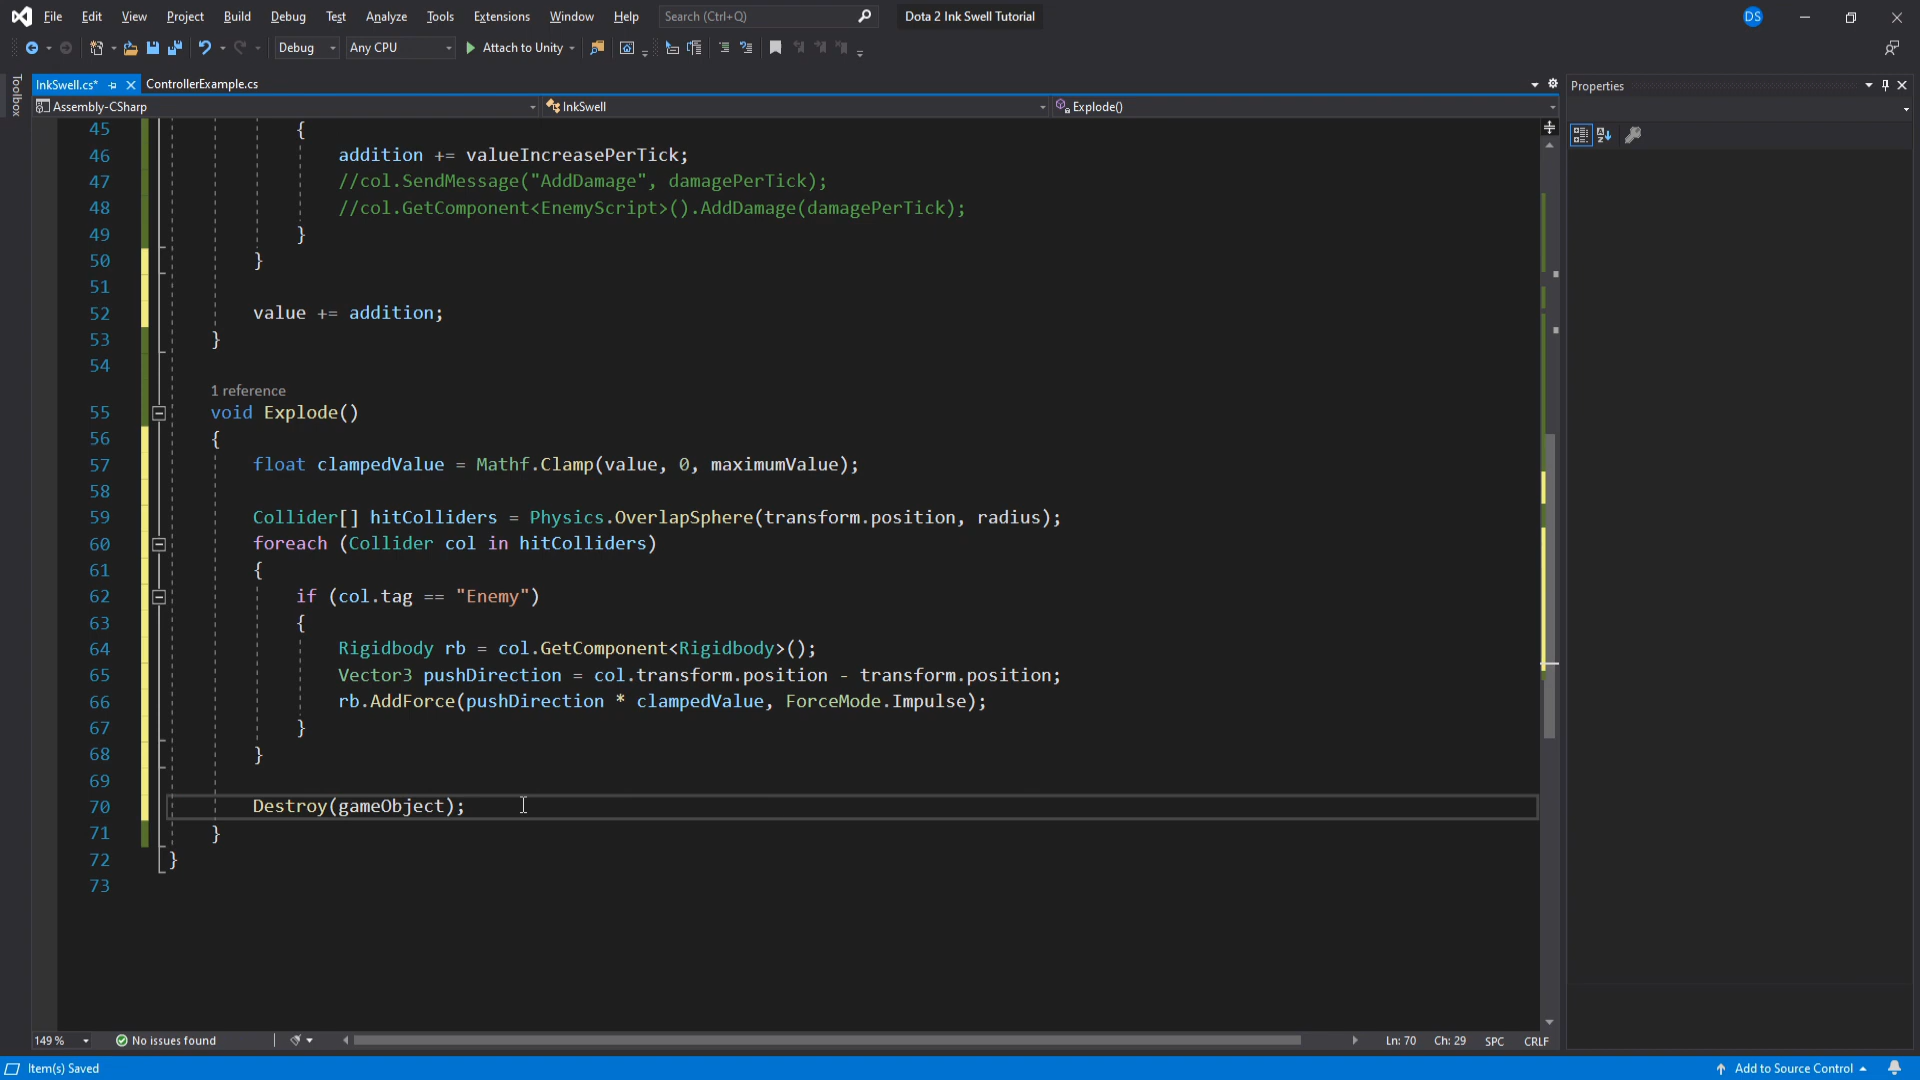 File Edit View Project Build Debug Test Analyze Tools Extensions Window Help Search (Ctrl+Q) Dota 2 Ink Swell Tutorial DS
Debug Any CPU Attach to Unity
Toolbox
InkSwell.cs* ControllerExample.cs
Assembly-CSharp InkSwell Explode()
Properties
45 {
46 addition += valueIncreasePerTick;
47 //col.SendMessage("AddDamage", damagePerTick);
48 //col.GetComponent<EnemyScript>().AddDamage(damagePerTick);
49 }
50 }
51
52 value += addition;
53 }
54
1 reference
55 void Explode()
56 {
57 float clampedValue = Mathf.Clamp(value, 0, maximumValue);
58
59 Collider[] hitColliders = Physics.OverlapSphere(transform.position, radius);
60 foreach (Collider col in hitColliders)
61 {
62 if (col.tag == "Enemy")
63 {
64 Rigidbody rb = col.GetComponent<Rigidbody>();
65 Vector3 pushDirection = col.transform.position - transform.position;
66 rb.AddForce(pushDirection * clampedValue, ForceMode.Impulse);
67 }
68 }
69
70 Destroy(gameObject);
71 }
72 }
73
149 % No issues found Ln: 70 Ch: 29 SPC CRLF
Item(s) Saved Add to Source Control